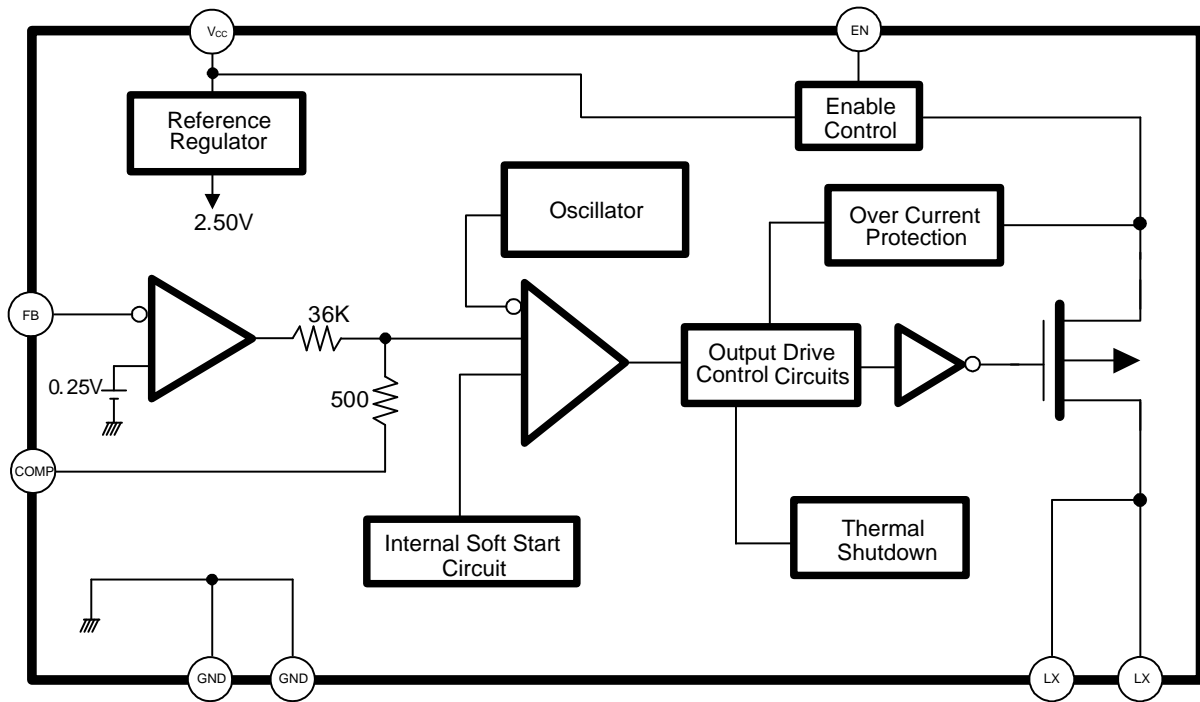 Vcc
EN
Reference
Regulator
Enable
Control
2.50V
Oscillator
Over Current
Protection
FB
36K
0.25V
500
Output Drive
Control Circuits
COMP
Internal Soft Start
Circuit
Thermal
Shutdown
GND
GND
LX
LX